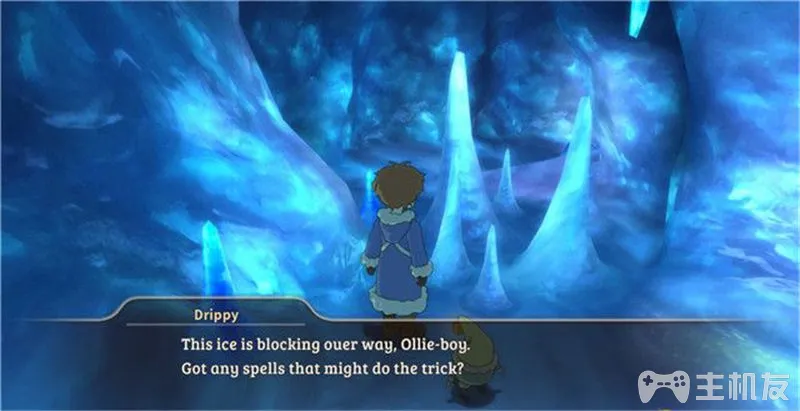 Drippy
This ice is blocking ouer way, Ollie-boy.
Got any spells that might do the trick?
主机友